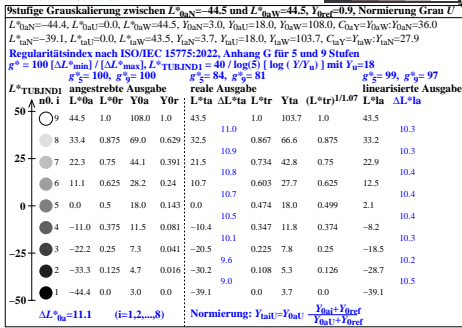 9stufige Grauskalierung zwischen L*0aN=−44.5 und L*0aW=44.5, Y0ref=0.9, Normierung Grau U
L*0aN=−44.4, L*0aU=0.0, L*0aW=44.5, Y0aN=3.0, Y0aU=18.0, Y0aW=108.0, C0aY=Y0aW:Y0aN=36.0
L*taN=−39.1, L*taU=0.0, L*taW=43.5, YtaN=3.7, YtaU=18.0, YtaW=103.7, CtaY=YtaW:YtaN=27.9
Regularitätsindex nach ISO/IEC 15775:2022, Anhang G für 5 und 9 Stufen
g* = 100 [ΔL*min] / [ΔL*max], L*TUBJND1 = 40 / log(5) [ log ( Y/Yu) ] mit Yu=18
g*5= 100, g*9= 100 g*5= 84, g*9= 81 g*5= 99, g*9= 97
L*TUBJND1 angestrebte Ausgabe reale Ausgabe linearisierte Ausgabe
n0. i L*0a L*0r Y0a Y0r L*ta ΔL*ta L*tr Yta (L*tr)1/1.07 L*la ΔL*la
50
9 44.5 1.0 108.0 1.0 43.5 1.0 103.7 1.0 43.5
11.0 10.3
8 33.4 0.875 69.0 0.629 32.5 0.867 66.6 0.875 33.2
10.9 10.3
25
7 22.3 0.75 44.1 0.391 21.5 0.734 42.8 0.75 22.9
10.8 10.4
6 11.1 0.625 28.2 0.24 10.7 0.603 27.7 0.625 12.5
10.7 10.4
0
5 0.0 0.5 18.0 0.143 0.0 0.474 18.0 0.499 2.1
10.5 10.3
4 −11.0 0.375 11.5 0.081 −10.4 0.347 11.8 0.374 −8.2
10.1 10.3
−25
3 −22.2 0.25 7.3 0.041 −20.5 0.225 7.8 0.25 −18.5
9.6 10.2
2 −33.3 0.125 4.7 0.016 −30.2 0.108 5.3 0.126 −28.7
9.0 10.5
1 −44.4 0.0 3.0 0.0 −39.1 0.0 3.7 0.0 −39.1
−50
ΔL*0a=11.1 (i=1,2,...,8) Normierung: YtaiU=Y0aU Y0ai+Y0ref
Y0aU+Y0ref